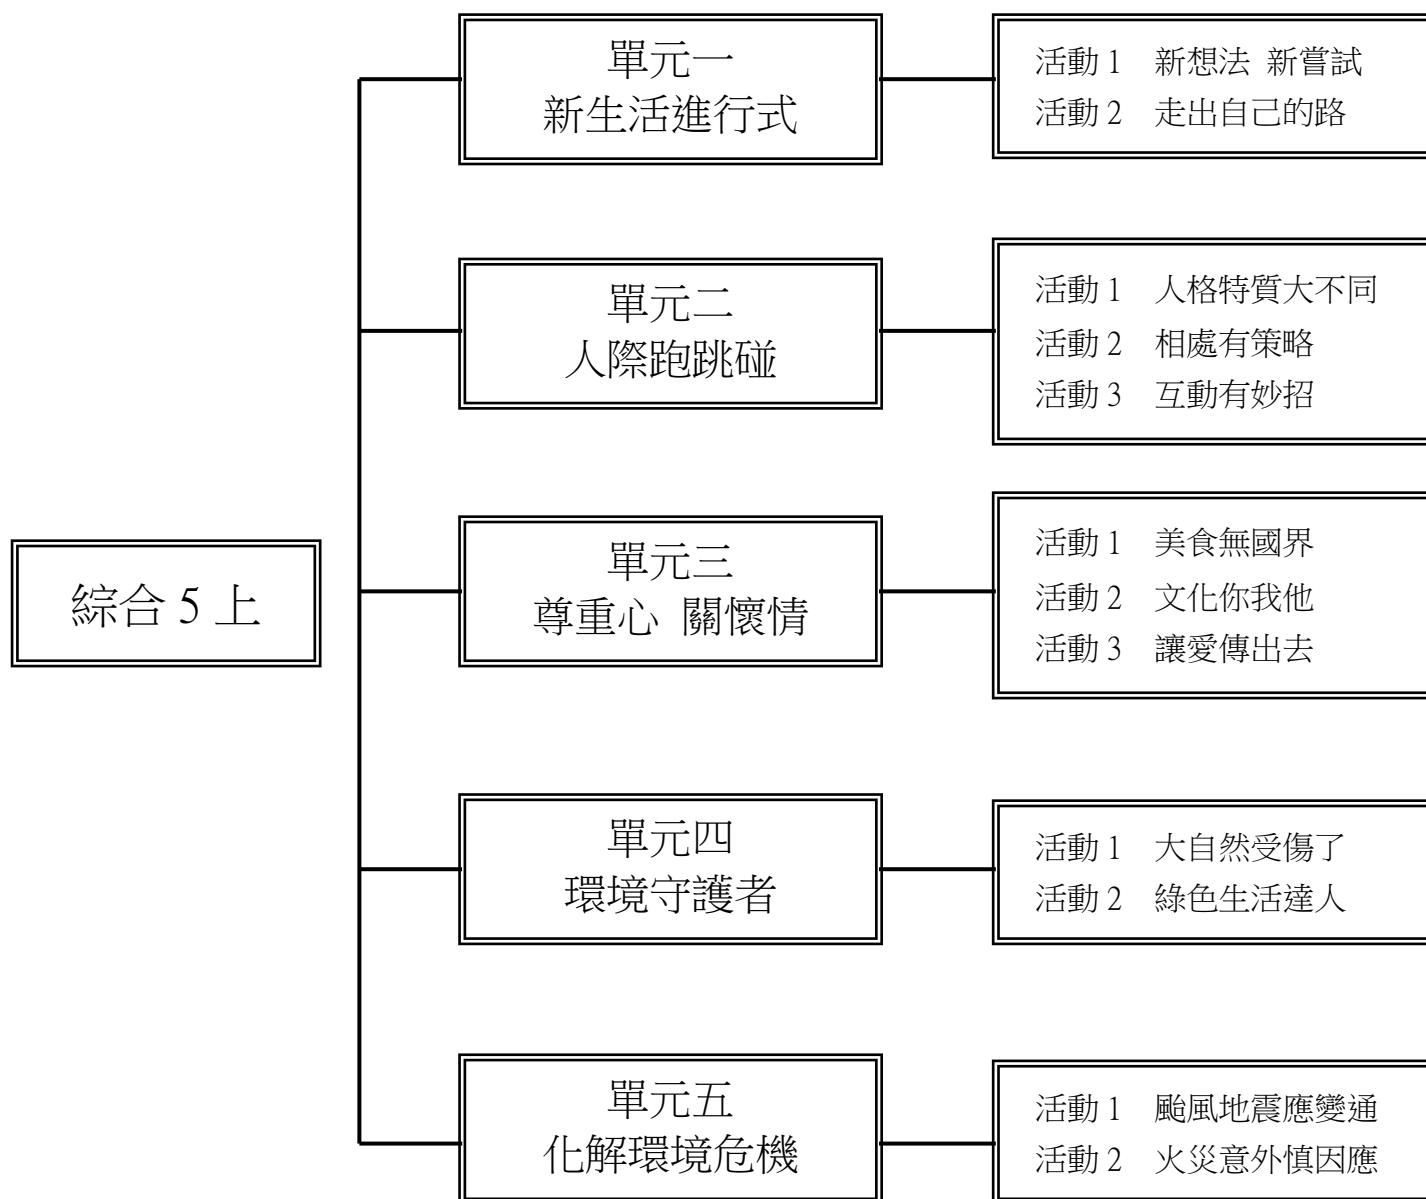 綜合 5 上
單元一
新生活進行式
活動 1 新想法 新嘗試
活動 2 走出自己的路
單元二
人際跑跳碰
活動 1 人格特質大不同
活動 2 相處有策略
活動 3 互動有妙招
單元三
尊重心 關懷情
活動 1 美食無國界
活動 2 文化你我他
活動 3 讓愛傳出去
單元四
環境守護者
活動 1 大自然受傷了
活動 2 綠色生活達人
單元五
化解環境危機
活動 1 颱風地震應變通
活動 2 火災意外慎因應